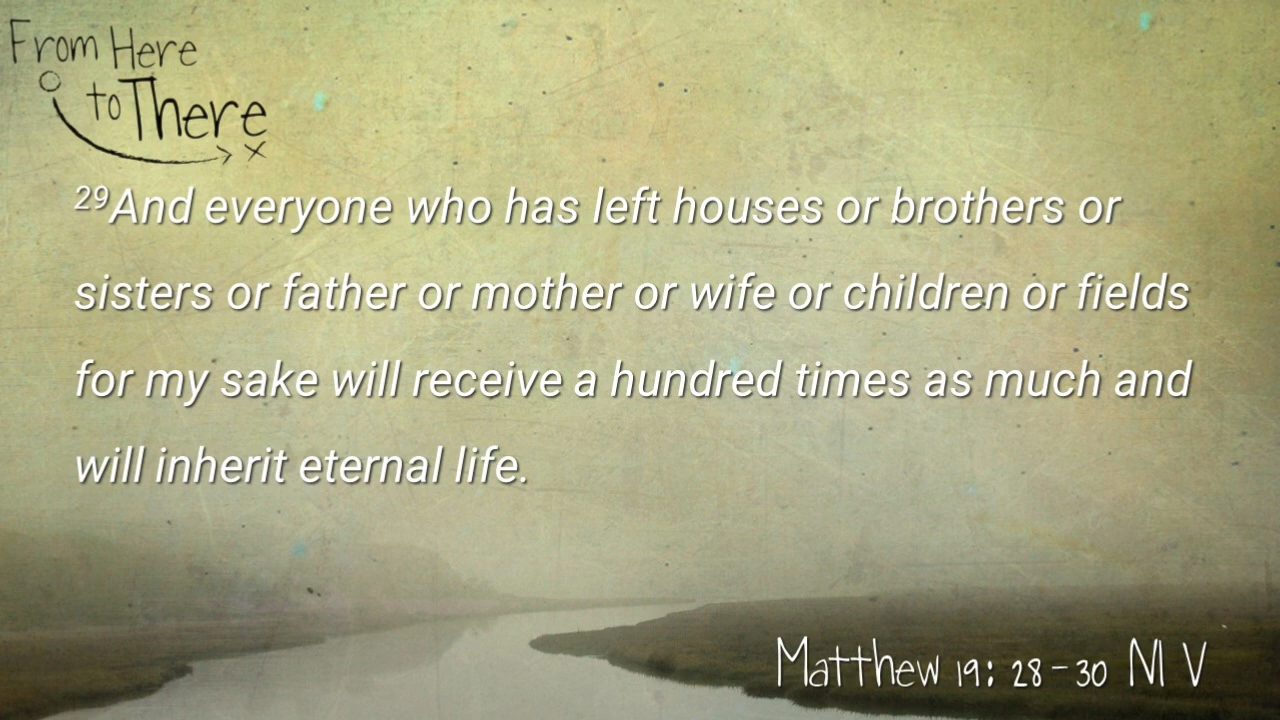 From Here
to There
29And everyone who has left houses or brothers or
sisters or father or mother or wife or children or fields
for my sake will receive a hundred times as much and
will inherit eternal life.
Matthew 19: 28-30 NIV